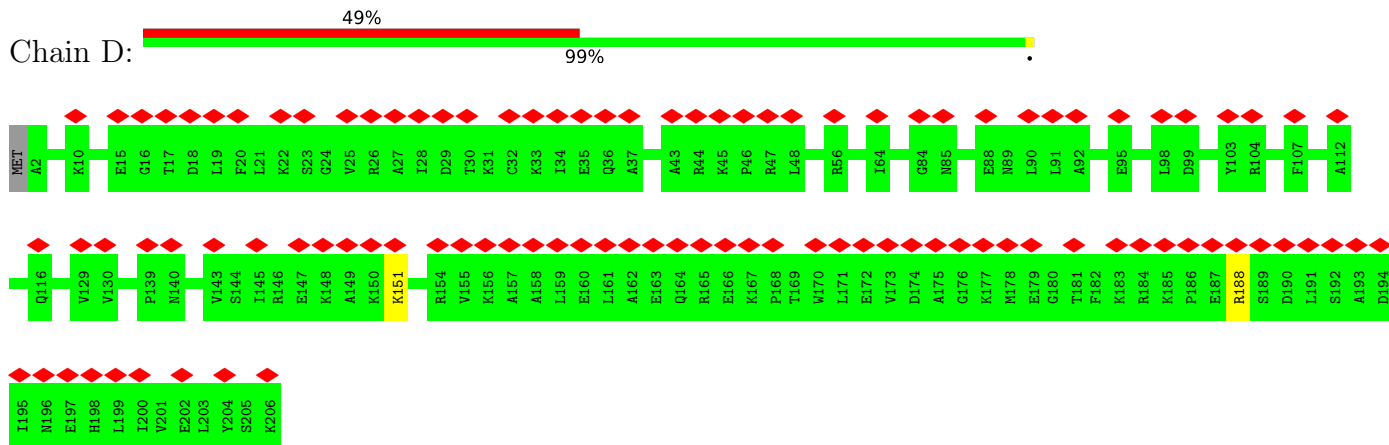 49%
Chain D:
99%
.
MET A2 K10 E15 G16 T17 D18 L19 F20 L21 K22 S23 G24 V25 R26 A27 I28 D29 T30 K31 C32 K33 I34 E35 Q36 A37 A43 R44 K45 P46 R47 L48 R56 I64 G84 N85 E88 N89 L90 L91 A92 E95 L98 D99 Y103 R104 F107 A112
Q116 V129 V130 P139 N140 V143 S144 I145 R146 E147 K148 A149 K150 K151 R154 V155 K156 A157 A158 L159 E160 L161 A162 E163 Q164 R165 E166 K167 P168 T169 W170 L171 E172 V173 D174 A175 G176 K177 M178 E179 G180 T181 F182 K183 R184 K185 P186 E187 R188 S189 D190 L191 S192 A193 D194
I195 N196 E197 H198 L199 I200 V201 E202 L203 Y204 S205 K206